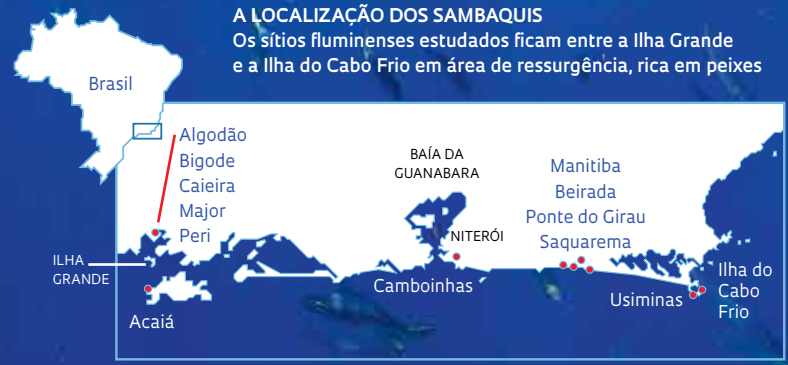 A LOCALIZAÇÃO DOS SAMBAQUIS
Os sítios fluminenses estudados ficam entre a Ilha Grande
e a Ilha do Cabo Frio em área de ressurgência, rica em peixes
Brasil
Algodão
Bigode
Caieira
Major
Peri
ILHA
GRANDE
Acaiá
BAÍA DA
GUANABARA
NITERÓI
Camboinhas
Manitiba
Beirada
Ponte do Girau
Saquarema
Usiminas
Ilha do
Cabo
Frio